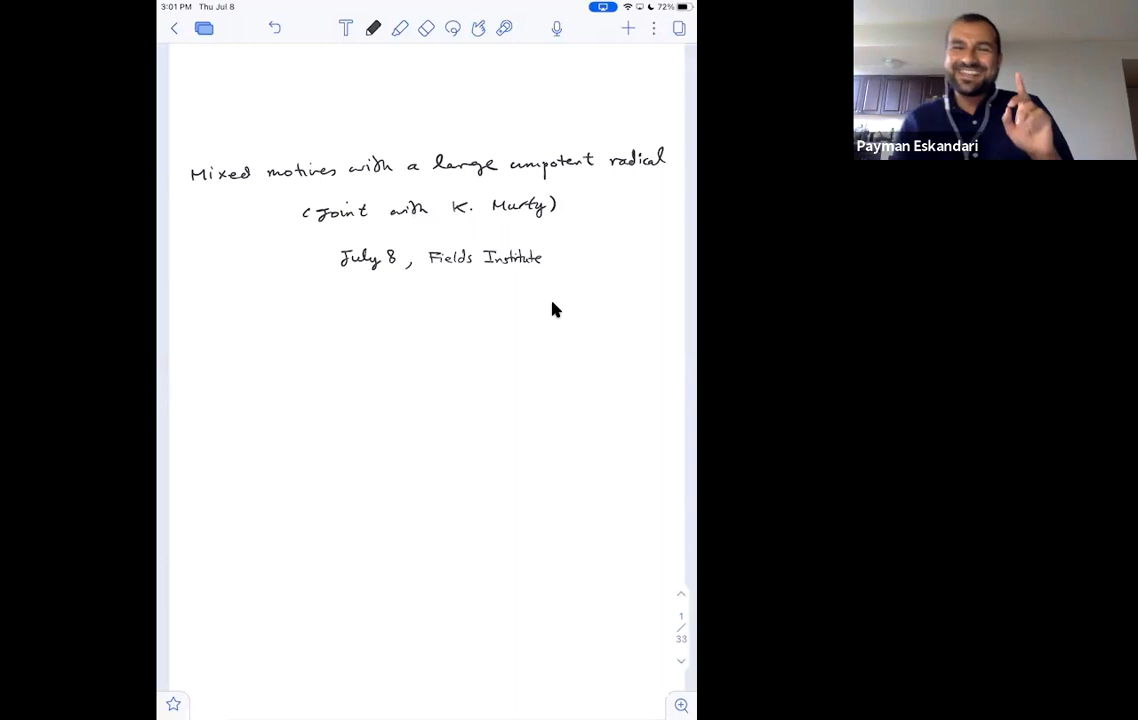 3:01 PM Thu Jul 8
72%
T
Payman Eskandari
Mixed motives with a large unipotent radical
(Joint with K. Murty)
July 8, Fields Institute
1
/
33